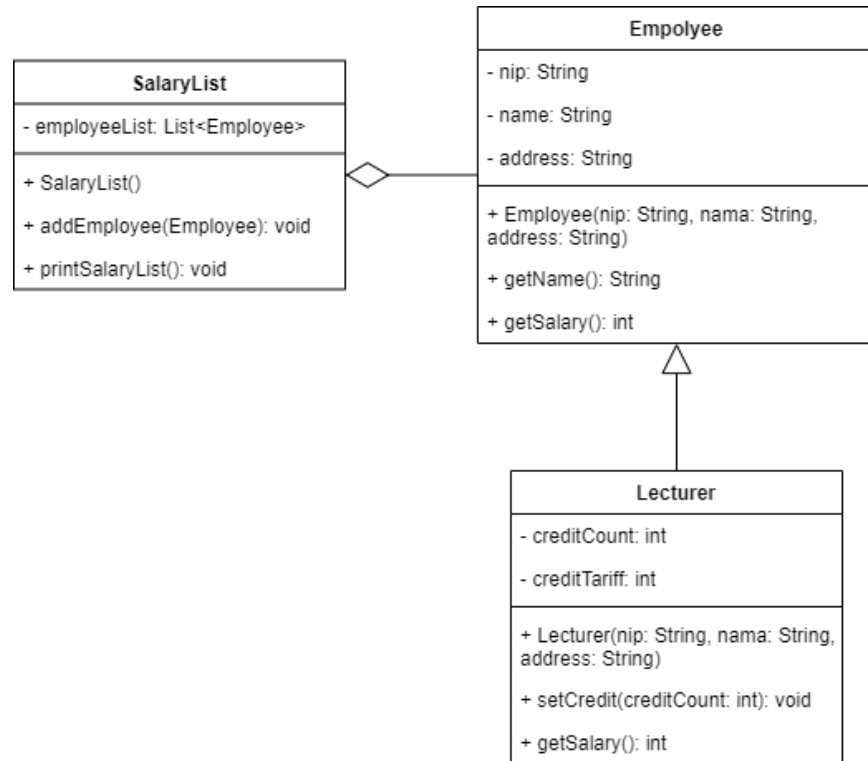 SalaryList
- employeeList: List<Employee>
+ SalaryList()
+ addEmployee(Employee): void
+ printSalaryList(): void
Empolyee
- nip: String
- name: String
- address: String
+ Employee(nip: String, nama: String,
address: String)
+ getName(): String
+ getSalary(): int
Lecturer
- creditCount: int
- creditTariff: int
+ Lecturer(nip: String, nama: String,
address: String)
+ setCredit(creditCount: int): void
+ getSalary(): int